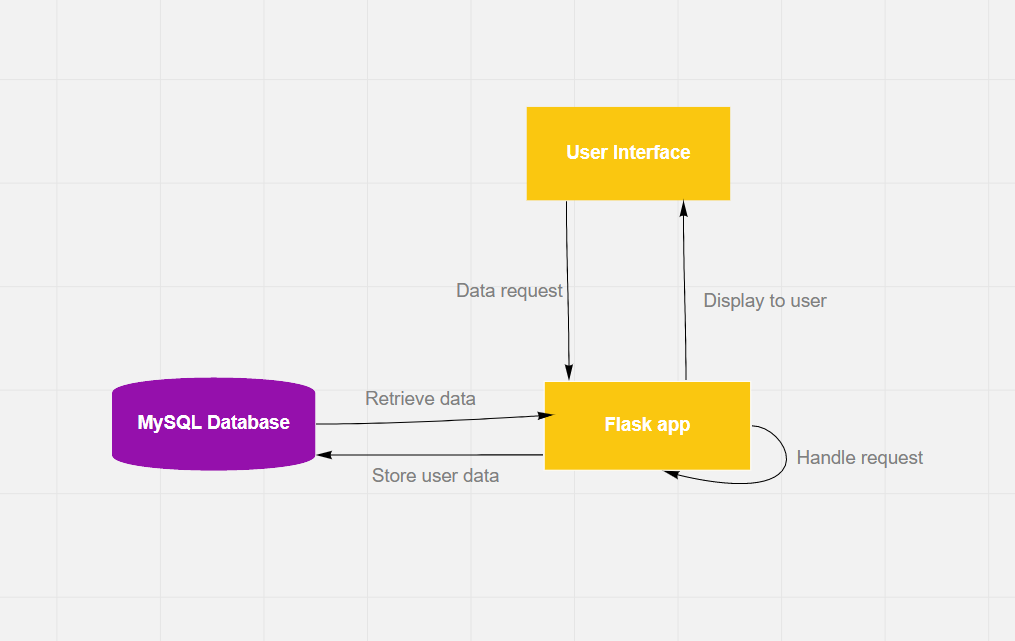 User Interface
Data request
Display to user
Retrieve data
MySQL Database
Flask app
Handle request
Store user data